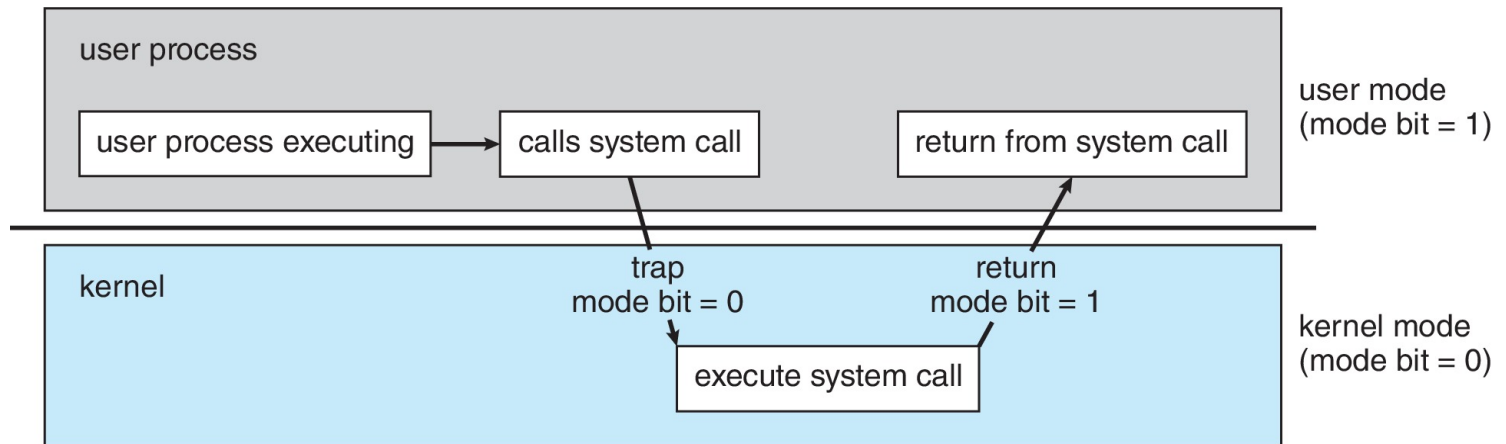 user process
user process executing
calls system call
return from system call
user mode
(mode bit = 1)
kernel
trap
mode bit = 0
return
mode bit = 1
execute system call
kernel mode
(mode bit = 0)